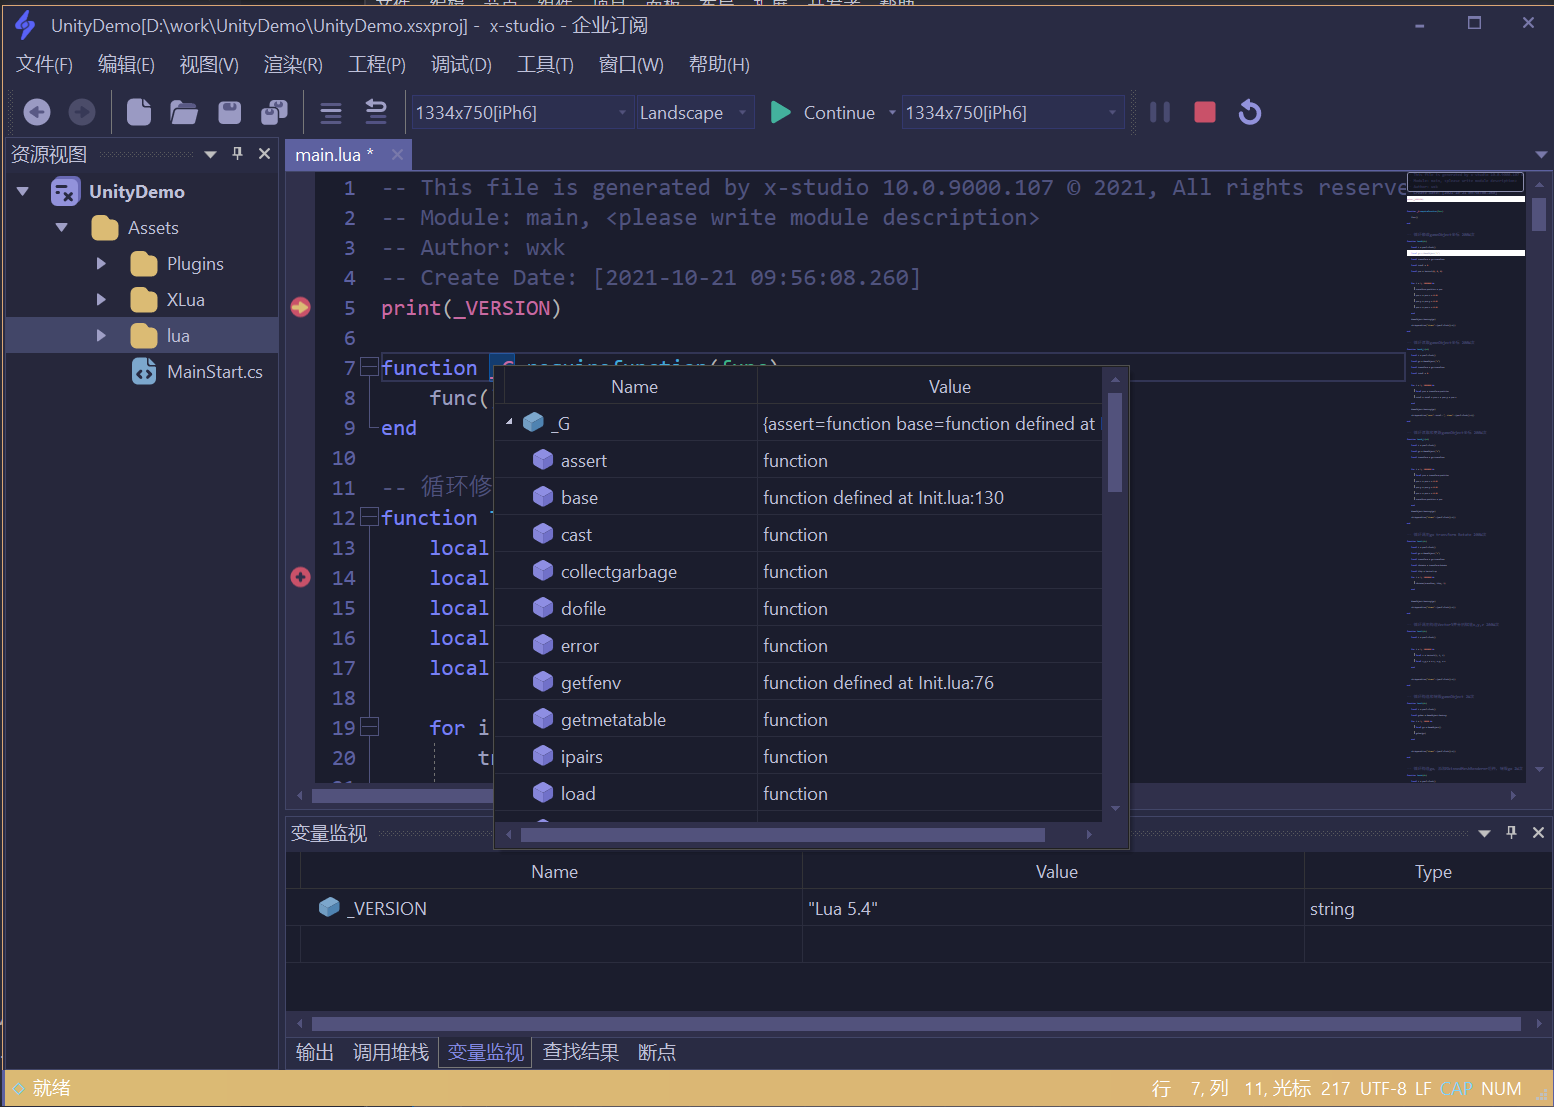 UnityDemo[D:\work\UnityDemo\UnityDemo.xsxproj] - x-studio - 企业订阅
文件(F) 编辑(E) 视图(V) 渲染(R) 工程(P) 调试(D) 工具(T) 窗口(W) 帮助(H)
1334x750[iPh6] Landscape Continue 1334x750[iPh6]
资源视图
UnityDemo
Assets
Plugins
XLua
lua
MainStart.cs
main.lua *
1 -- This file is generated by x-studio 10.0.9000.107 © 2021, All rights reserve
2 -- Module: main, <please write module description>
3 -- Author: wxk
4 -- Create Date: [2021-10-21 09:56:08.260]
5 print(_VERSION)
6
7 function
8 func(
9 end
10
11 -- 循环修
12 function
13 local
14 local
15 local
16 local
17 local
18
19 for i
20
Name Value
_G {assert=function base=function defined at
assert function
base function defined at Init.lua:130
cast function
collectgarbage function
dofile function
error function
getfenv function defined at Init.lua:76
getmetatable function
ipairs function
load function
变量监视
Name Value Type
_VERSION "Lua 5.4" string
输出 调用堆栈 变量监视 查找结果 断点
就绪 行 7, 列 11, 光标 217 UTF-8 LF CAP NUM